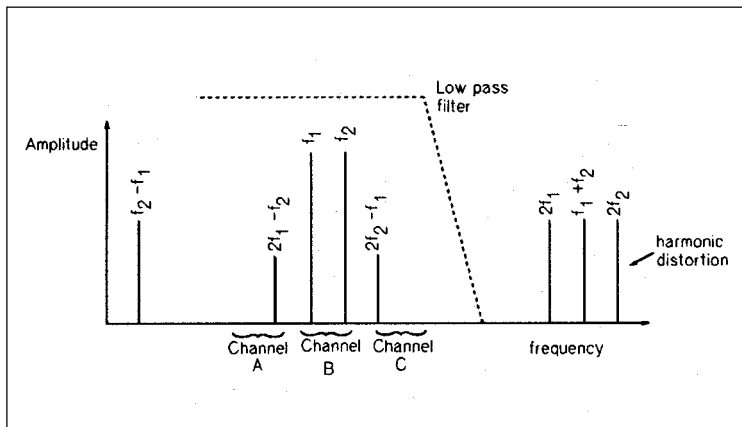 Low pass
filter
Amplitude
f₂ - f₁
2f₁ - f₂
f₁
f₂
2f₂ - f₁
2f₁
f₁ + f₂
2f₂
harmonic
distortion
Channel
A
Channel
B
Channel
C
frequency